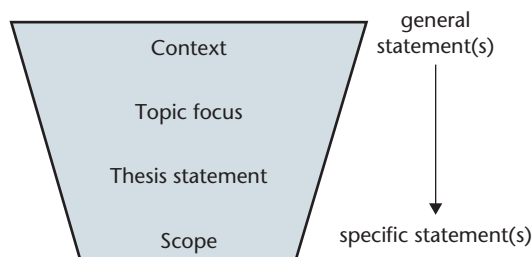 Context
Topic focus
Thesis statement
Scope
general
statement(s)
specific statement(s)